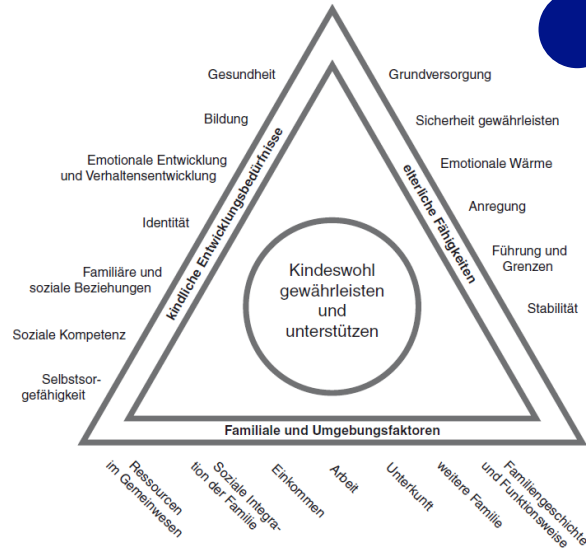 Gesundheit
Bildung
Emotionale Entwicklung
und Verhaltensentwicklung
Identität
Familiäre und
soziale Beziehungen
Soziale Kompetenz
Selbstsor-
gefähigkeit
kindliche Entwicklungsbedürfnisse
Kindeswohl
gewährleisten
und
unterstützen
elterliche Fähigkeiten
Grundversorgung
Sicherheit gewährleisten
Emotionale Wärme
Anregung
Führung und
Grenzen
Stabilität
Familiale und Umgebungsfaktoren
Ressourcen
im Gemeinwesen
Soziale Integra-
tion der Familie
Einkommen
Arbeit
Unterkunft
weitere Familie
Familiengeschichte
und Funktionsweise